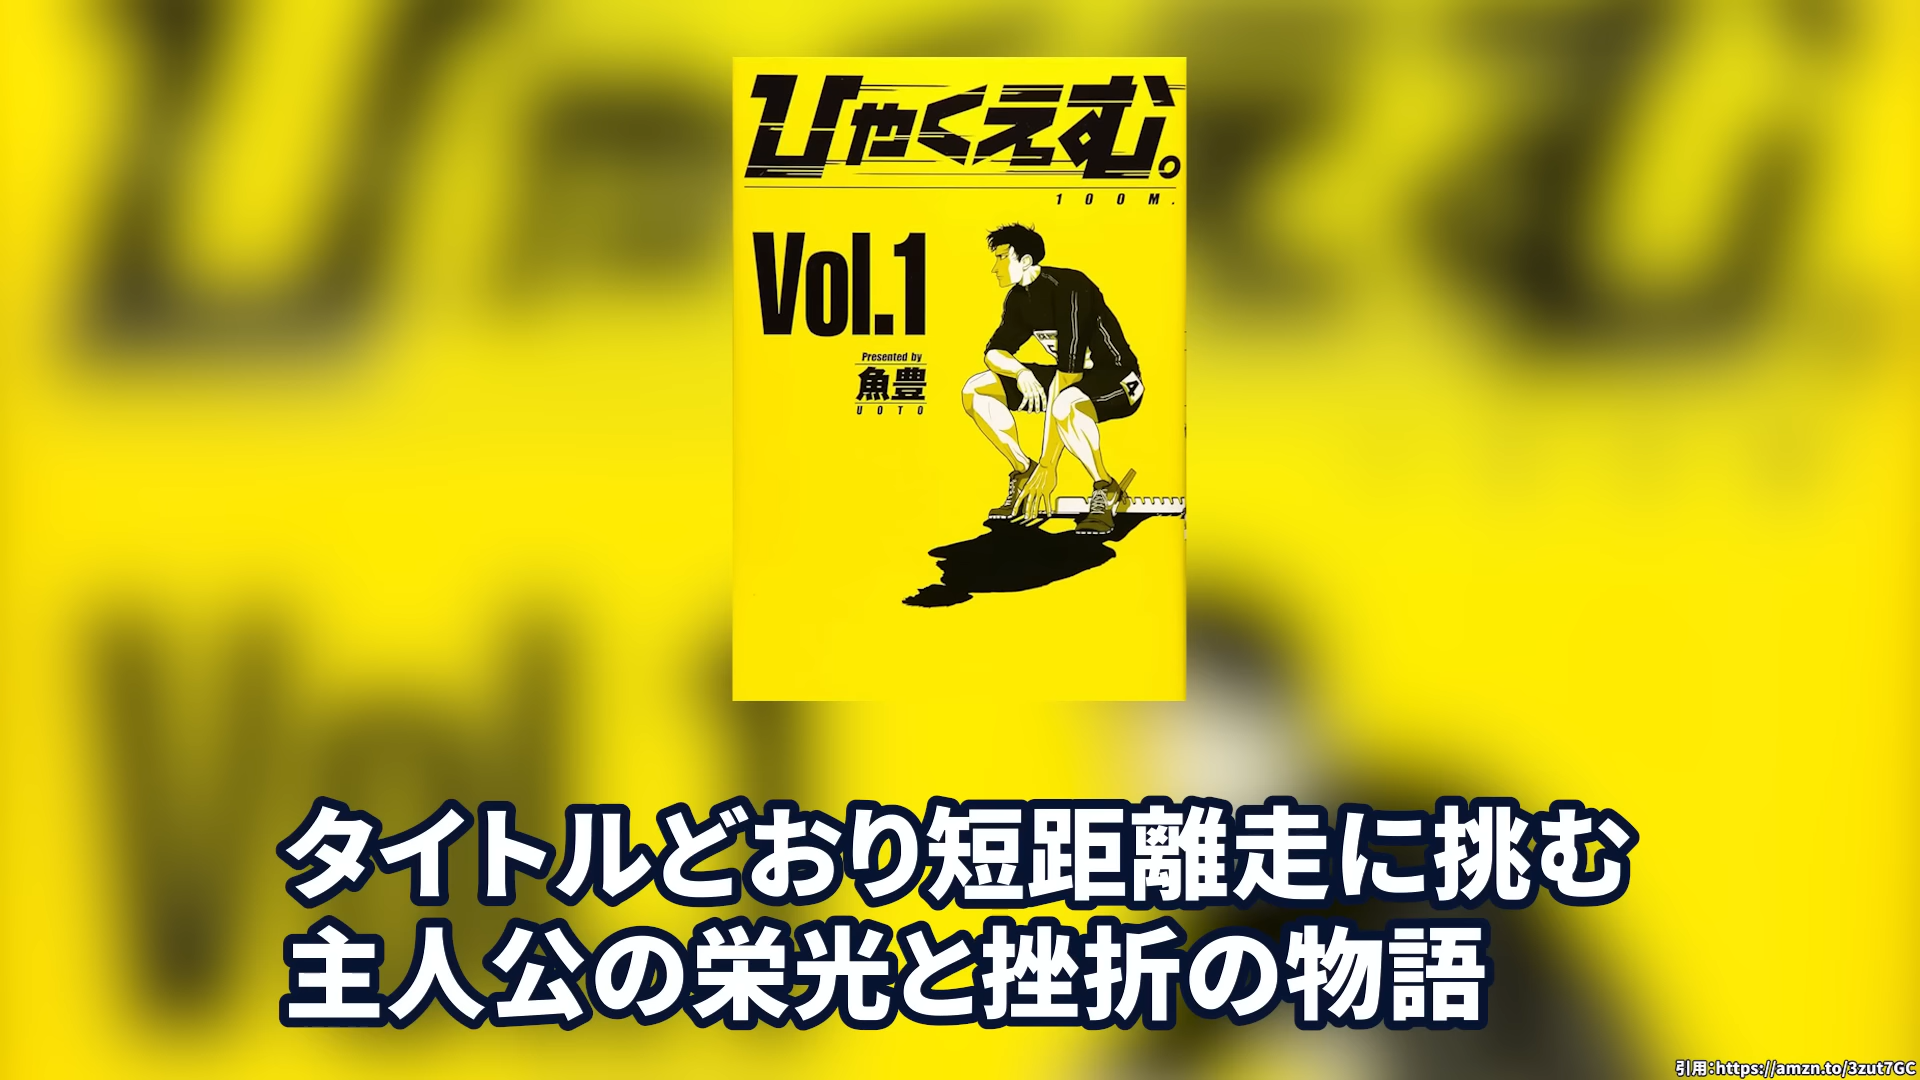 ひゃくえむ。
100M.
Vol.1
Presented by
魚豊
UOTO
4
タイトルどおり短距離走に挑む
主人公の栄光と挫折の物語
引用:https://amzn.to/3zut7GC